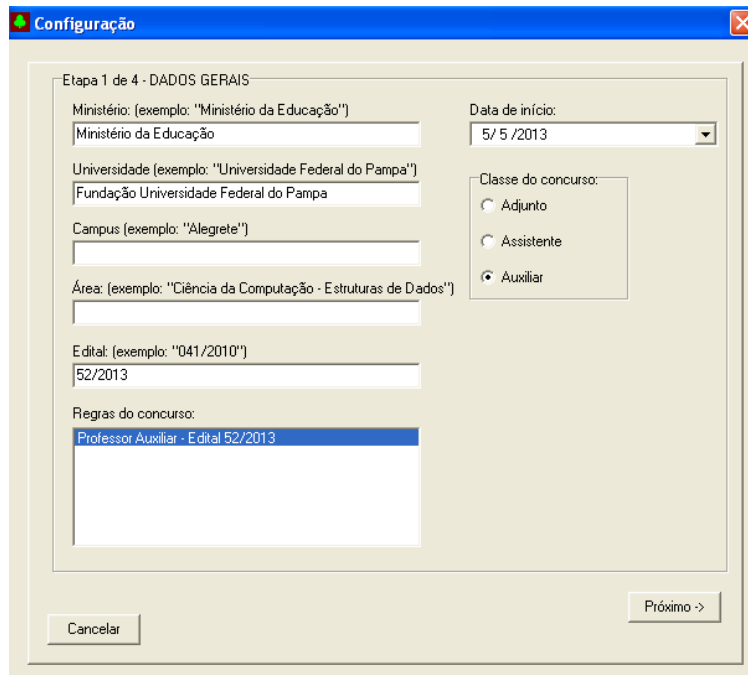 Configuração
Etapa 1 de 4 - DADOS GERAIS
Ministério: (exemplo: "Ministério da Educação")
Ministério da Educação
Universidade (exemplo: "Universidade Federal do Pampa")
Fundação Universidade Federal do Pampa
Campus (exemplo: "Alegrete")
Área: (exemplo: "Ciência da Computação - Estruturas de Dados")
Edital: (exemplo: "041/2010")
52/2013
Regras do concurso:
Professor Auxiliar - Edital 52/2013
Data de início:
5/ 5 /2013
Classe do concurso:
Adjunto
Assistente
Auxiliar
Cancelar
Próximo ->